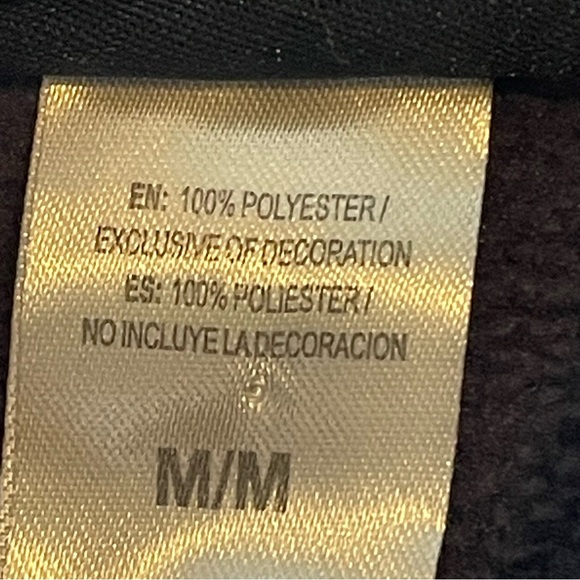 EN: 100% POLYESTER /
EXCLUSIVE OF DECORATION
ES: 100% POLIESTER /
NO INCLUYE LA DECORACION
M/M